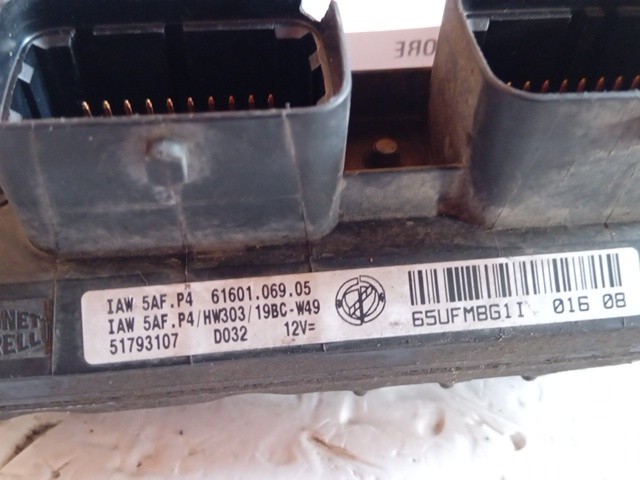 ORE
IAW 5AF.P4 61601.069.05
IAW 5AF.P4/HW303/19BC-W49
51793107 D032 12V=
65UFM8G1I 016 08
NET
RELL